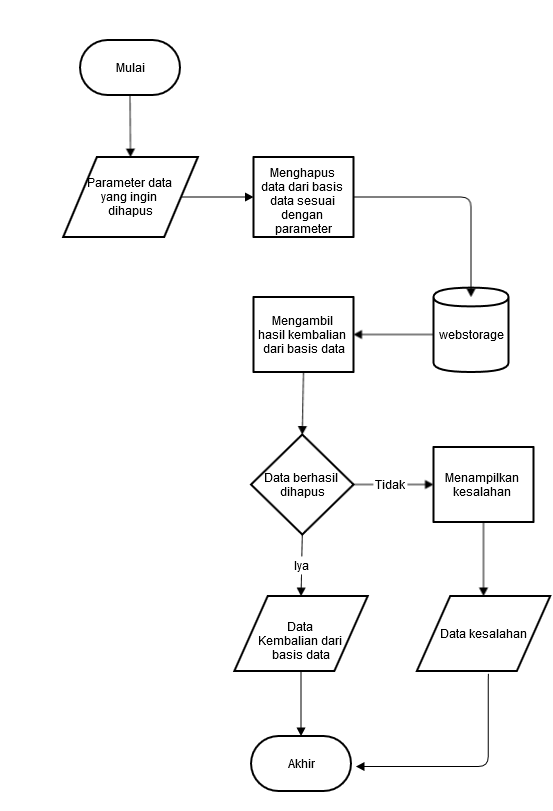 Mulai
Parameter data
yang ingin
dihapus
Menghapus
data dari basis
data sesuai
dengan
parameter
webstorage
Mengambil
hasil kembalian
dari basis data
Data berhasil
dihapus
Tidak
Menampilkan
kesalahan
Iya
Data
Kembalian dari
basis data
Data kesalahan
Akhir